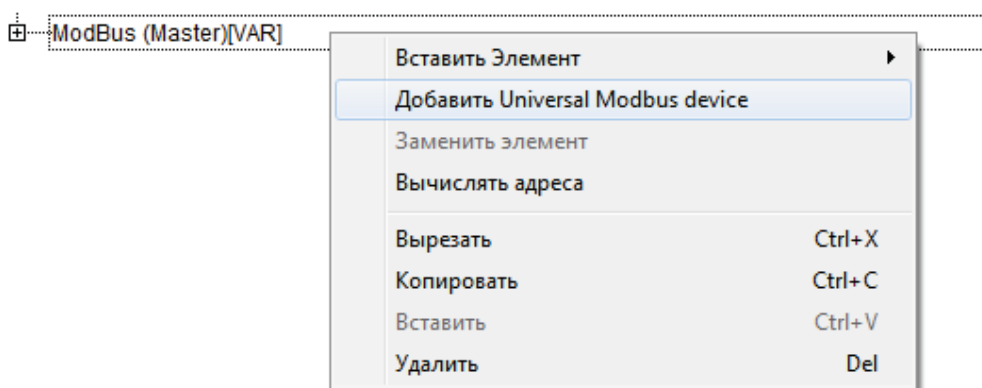 ModBus (Master)[VAR]
Вставить Элемент
Добавить Universal Modbus device
Заменить элемент
Вычислять адреса
Вырезать Ctrl+X
Копировать Ctrl+C
Вставить Ctrl+V
Удалить Del